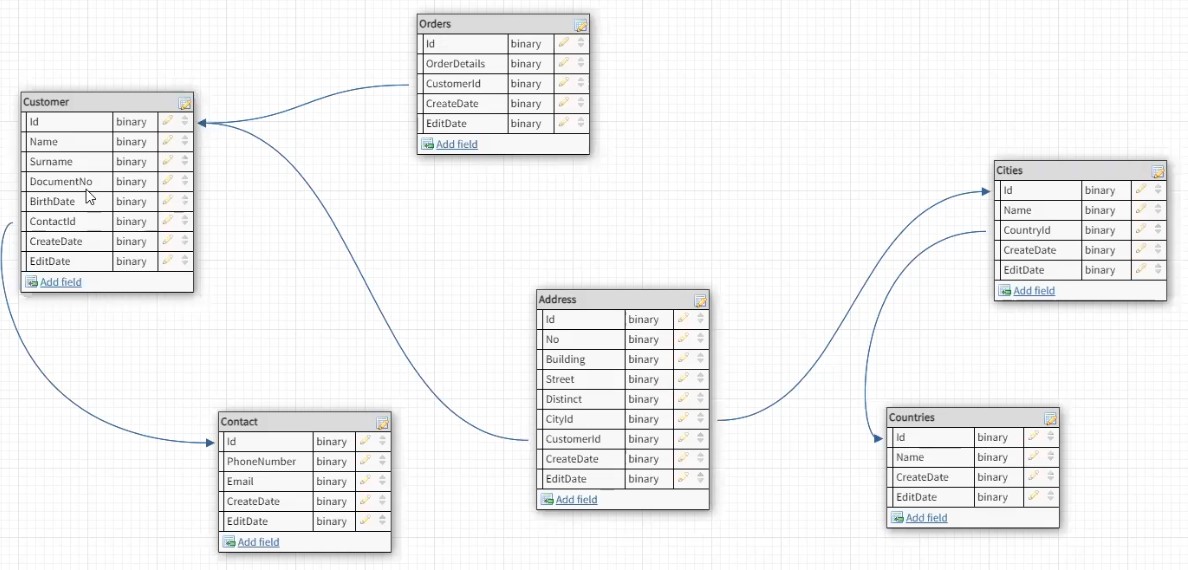 Orders
Id binary
OrderDetails binary
CustomerId binary
CreateDate binary
EditDate binary
Add field
Customer
Id binary
Name binary
Surname binary
DocumentNo binary
BirthDate binary
ContactId binary
CreateDate binary
EditDate binary
Add field
Cities
Id binary
Name binary
CountryId binary
CreateDate binary
EditDate binary
Add field
Address
Id binary
No binary
Building binary
Street binary
Distinct binary
CityId binary
CustomerId binary
CreateDate binary
EditDate binary
Add field
Contact
Id binary
PhoneNumber binary
Email binary
CreateDate binary
EditDate binary
Add field
Countries
Id binary
Name binary
CreateDate binary
EditDate binary
Add field